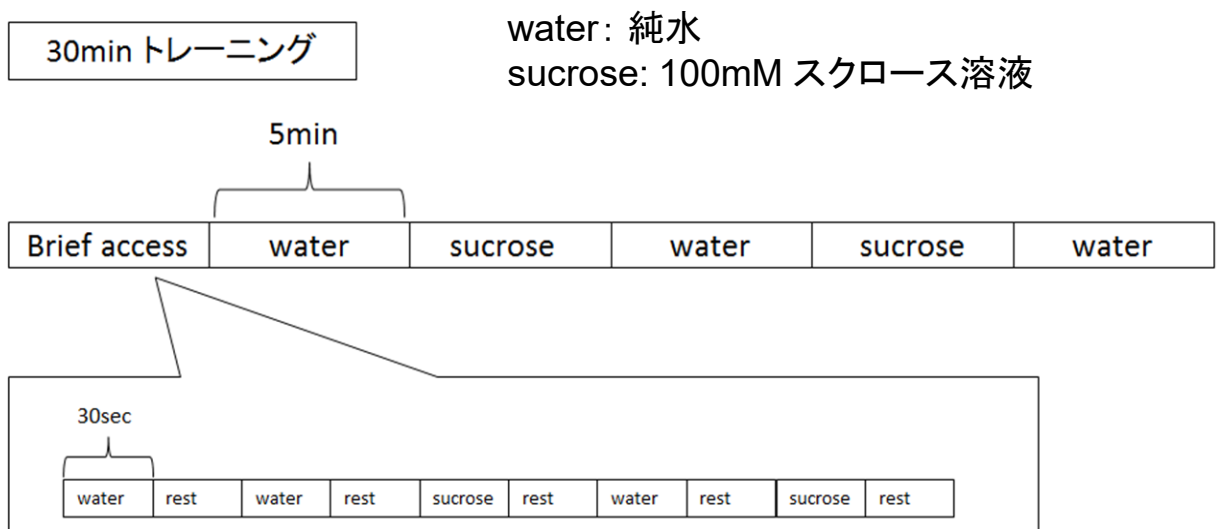 30min トレーニング
water： 純水
sucrose: 100mM スクロース溶液
5min
Brief access water sucrose water sucrose water
30sec
water rest water rest sucrose rest water rest sucrose rest